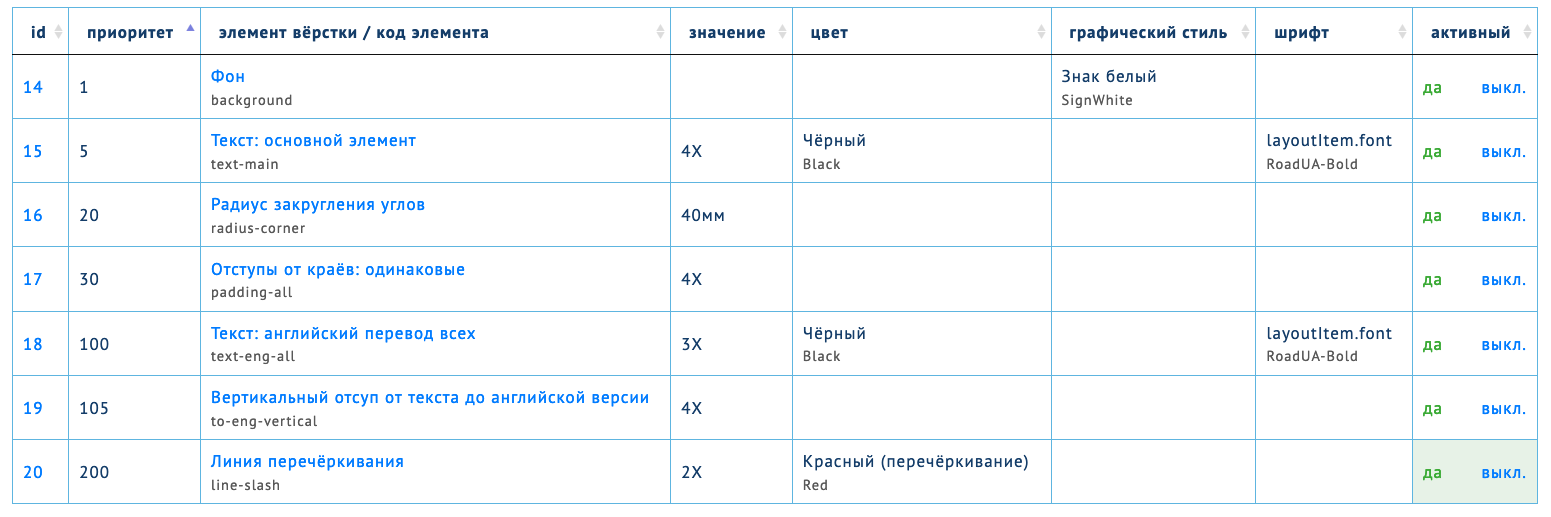 id приоритет элемент вёрстки / код элемента значение цвет графический стиль шрифт активный
14 1 Фон Знак белый да выкл.
background SignWhite
15 5 Текст: основной элемент 4X Чёрный layoutItem.font да выкл.
text-main Black RoadUA-Bold
16 20 Радиус закругления углов 40мм да выкл.
radius-corner
17 30 Отступы от краёв: одинаковые 4X да выкл.
padding-all
18 100 Текст: английский перевод всех 3X Чёрный layoutItem.font да выкл.
text-eng-all Black RoadUA-Bold
19 105 Вертикальный отсуп от текста до английской версии 4X да выкл.
to-eng-vertical
20 200 Линия перечёркивания 2X Красный (перечёркивание) да выкл.
line-slash Red